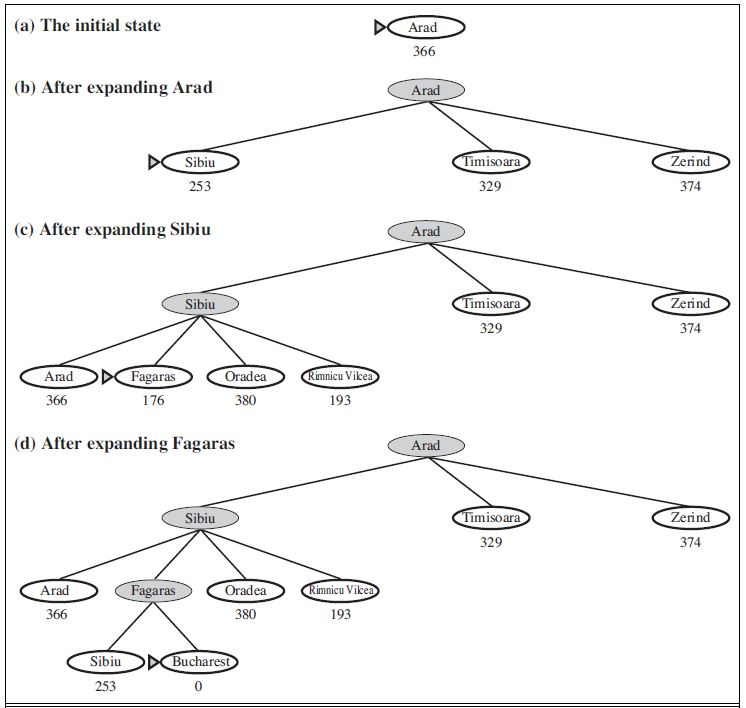 (a) The initial state
Arad
366
(b) After expanding Arad
Arad
Sibiu Timisoara Zerind
253 329 374
(c) After expanding Sibiu
Arad
Sibiu Timisoara Zerind
329 374
Arad Fagaras Oradea Rimnicu Vilcea
366 176 380 193
(d) After expanding Fagaras
Arad
Sibiu Timisoara Zerind
329 374
Arad Fagaras Oradea Rimnicu Vilcea
366 380 193
Sibiu Bucharest
253 0